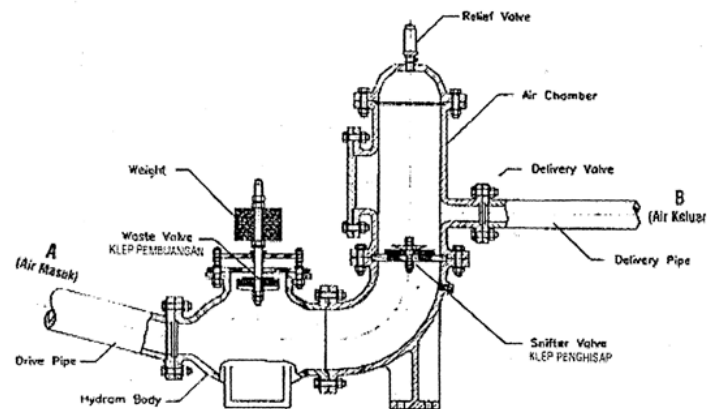 Relief Valve
Air Chamber
Weight
Delivery Valve
Waste Valve
KLEP PEMBUANGAN
A
(Air Masuk)
B
(Air Keluar
Delivery Pipe
Snifter Valve
KLEP PENGHISAP
Drive Pipe
Hydram Body